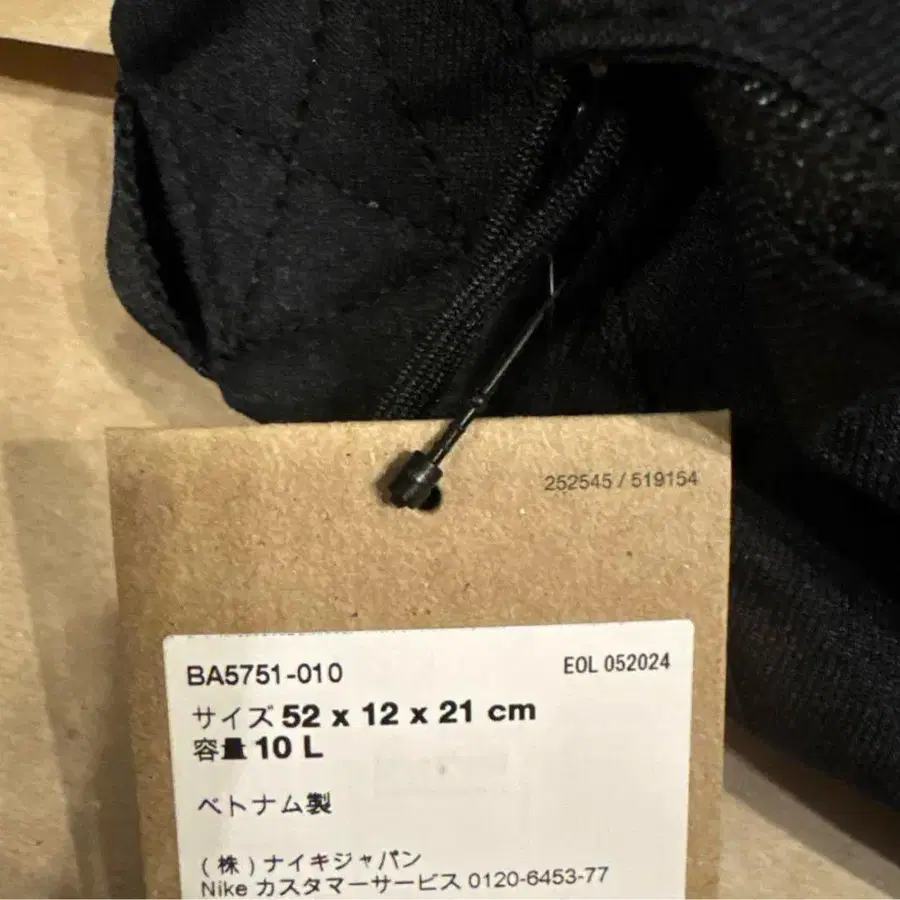 252545 / 519154
BA5751-010
EOL 052024
サイズ 52 x 12 x 21 cm
容量 10 L
ベトナム製
(株)ナイキジャパン
Nike カスタマーサービス 0120-6453-77